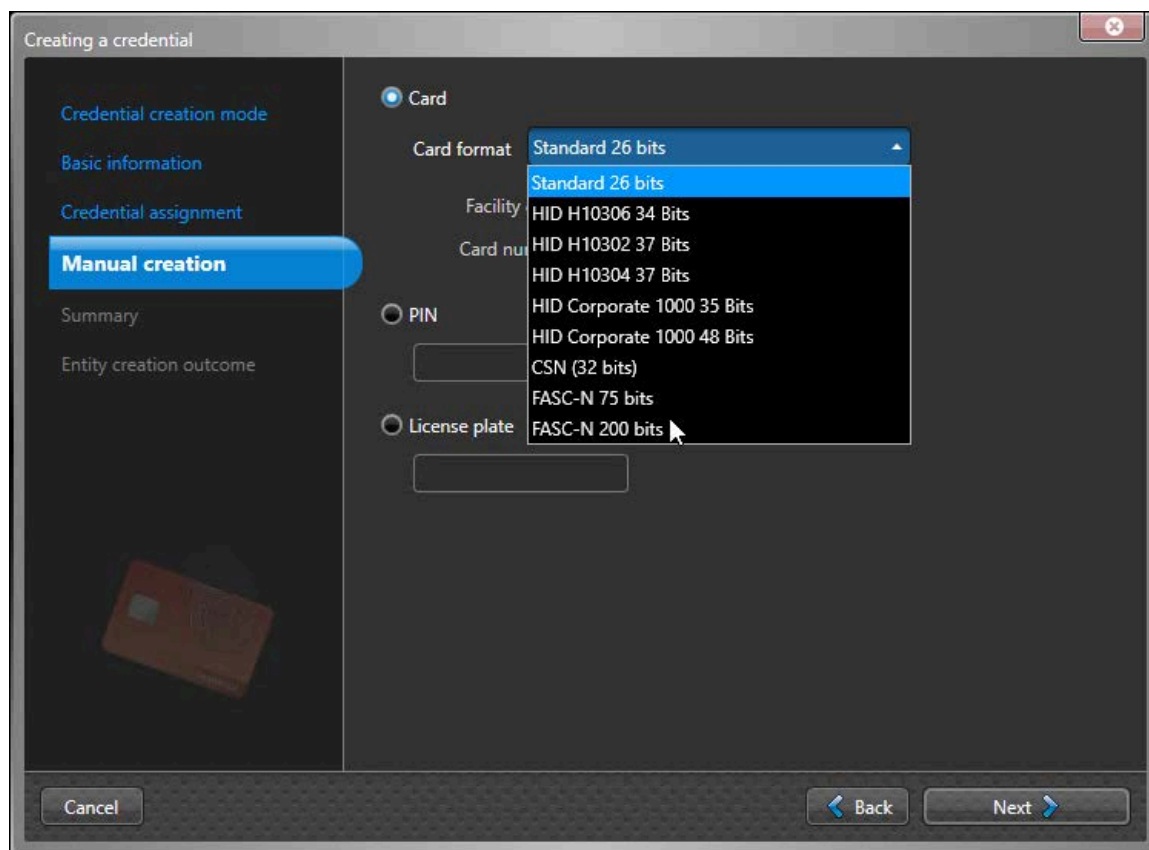 Creating a credential
Credential creation mode
Basic information
Credential assignment
Manual creation
Summary
Entity creation outcome
Card
Card format Standard 26 bits
Standard 26 bits
Facility
HID H10306 34 Bits
Card nu
HID H10302 37 Bits
HID H10304 37 Bits
HID Corporate 1000 35 Bits
PIN
HID Corporate 1000 48 Bits
CSN (32 bits)
FASC-N 75 bits
License plate
FASC-N 200 bits
Cancel
Back
Next